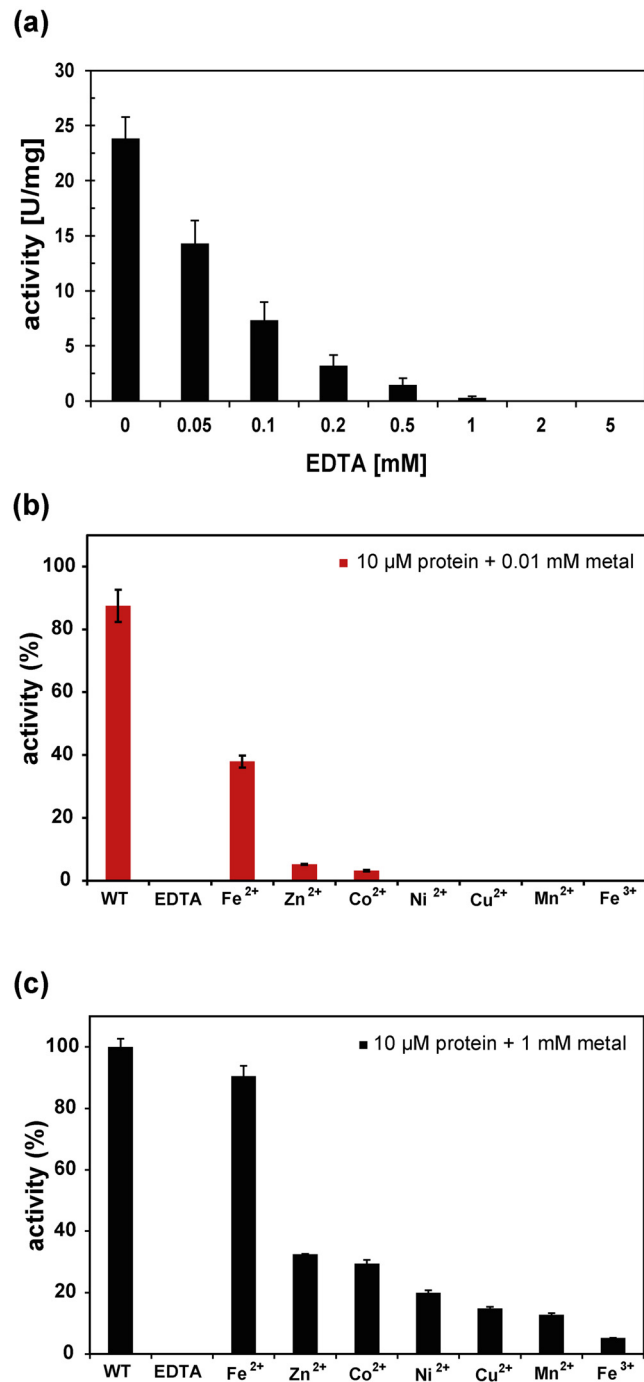 (a)
30
25
20
15
10
5
0
activity [U/mg]
0 0.05 0.1 0.2 0.5 1 2 5
EDTA [mM]
(b)
■ 10 µM protein + 0.01 mM metal
100
80
60
40
20
0
activity (%)
WT EDTA Fe²⁺ Zn²⁺ Co²⁺ Ni²⁺ Cu²⁺ Mn²⁺ Fe³⁺
(c)
■ 10 µM protein + 1 mM metal
100
80
60
40
20
0
activity (%)
WT EDTA Fe²⁺ Zn²⁺ Co²⁺ Ni²⁺ Cu²⁺ Mn²⁺ Fe³⁺